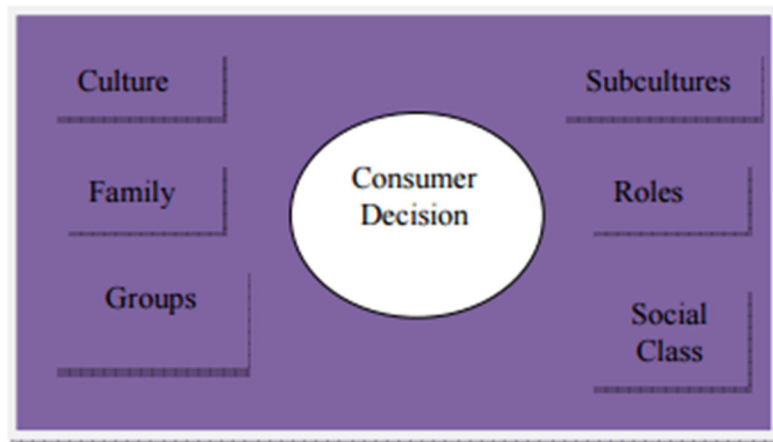 Culture
Subcultures
Consumer
Decision
Family
Roles
Groups
Social
Class